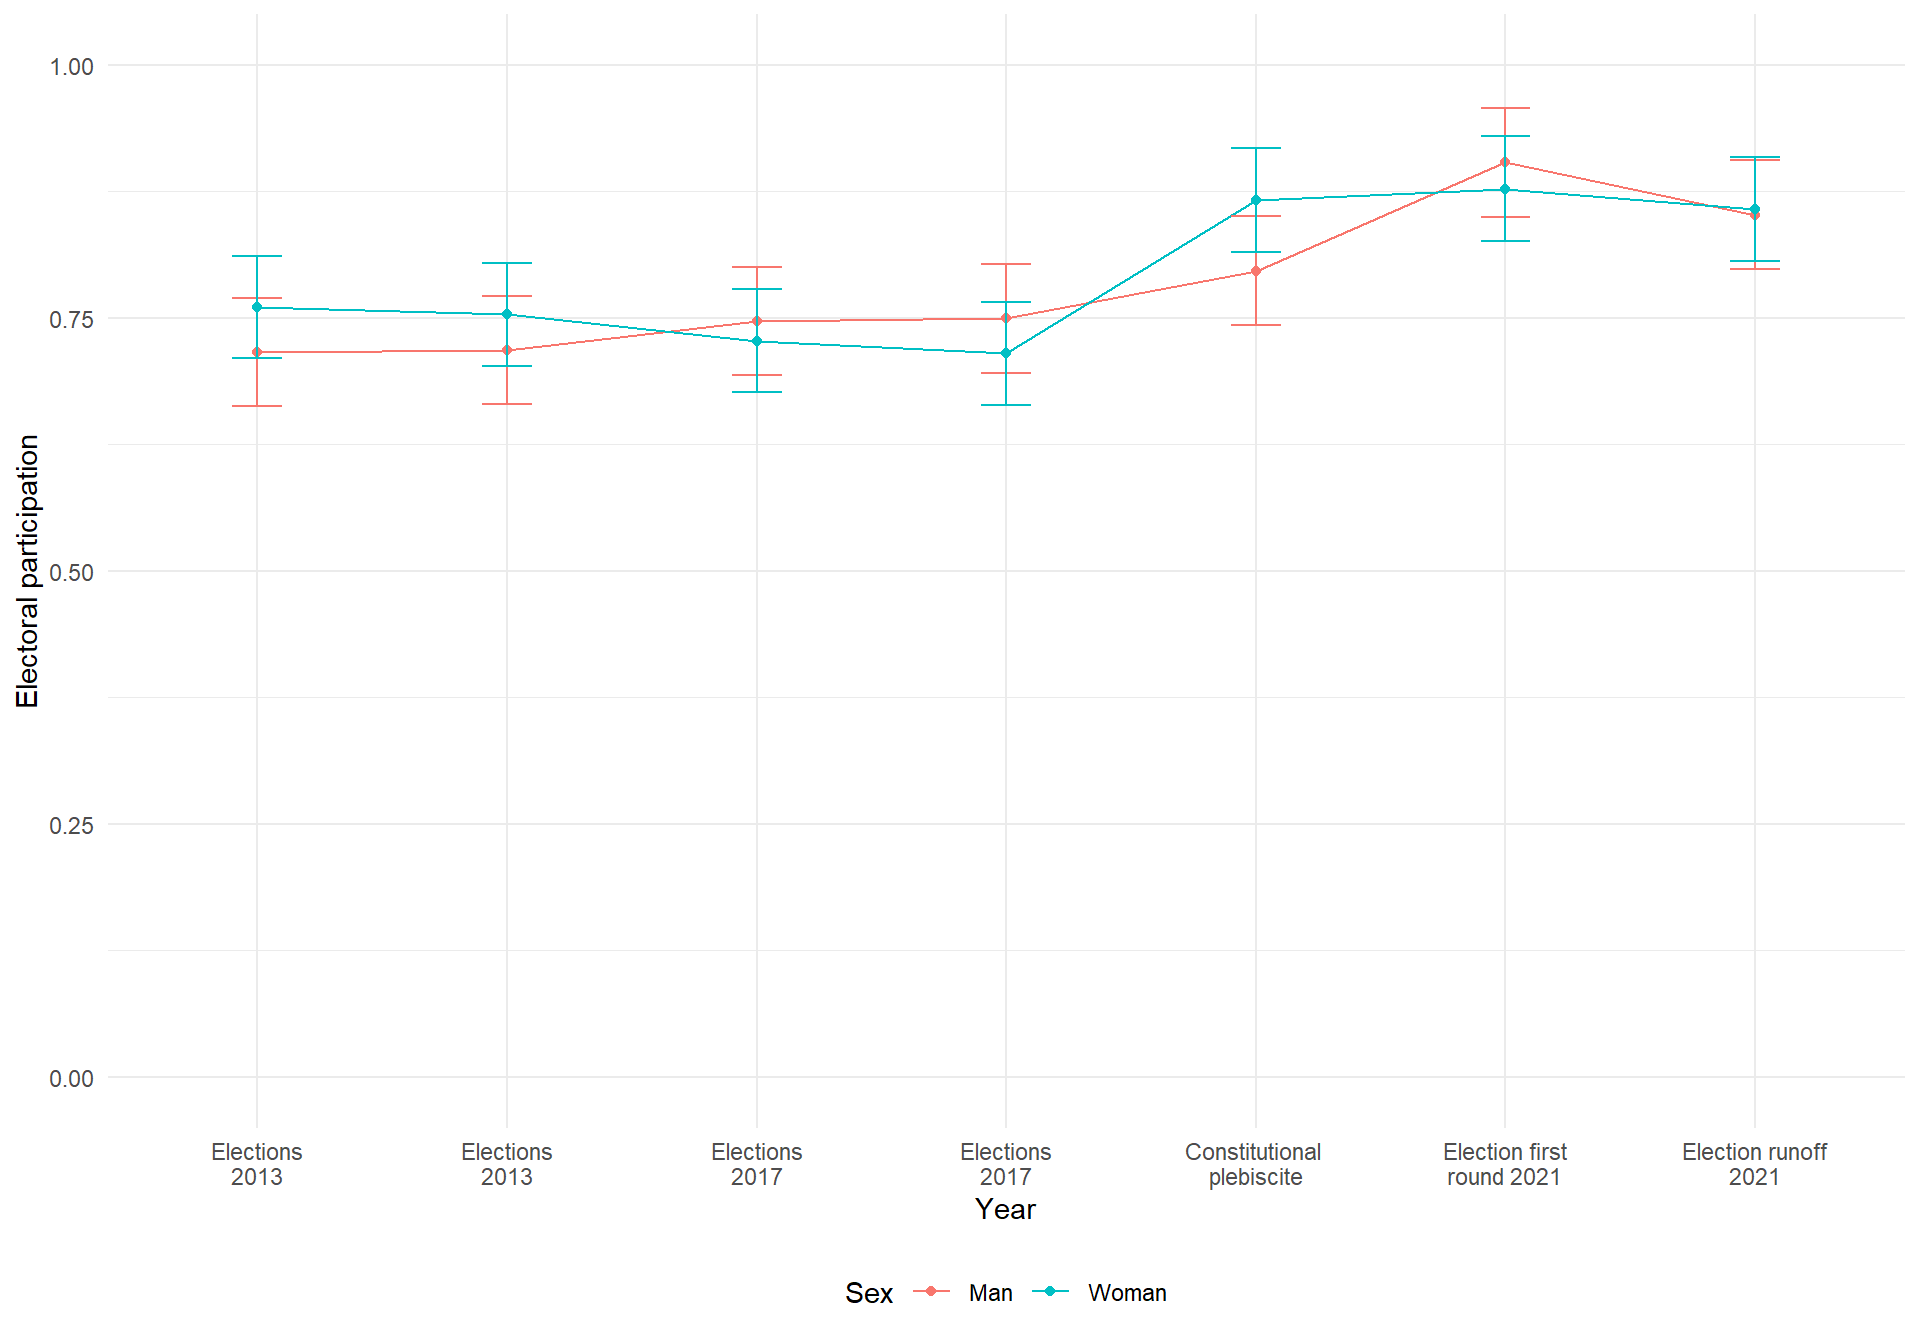 1.00
0.75
0.50
0.25
0.00
Electoral participation
Elections
2013
Elections
2013
Elections
2017
Elections
2017
Constitutional
plebiscite
Election first
round 2021
Election runoff
2021
Year
Sex
Man
Woman